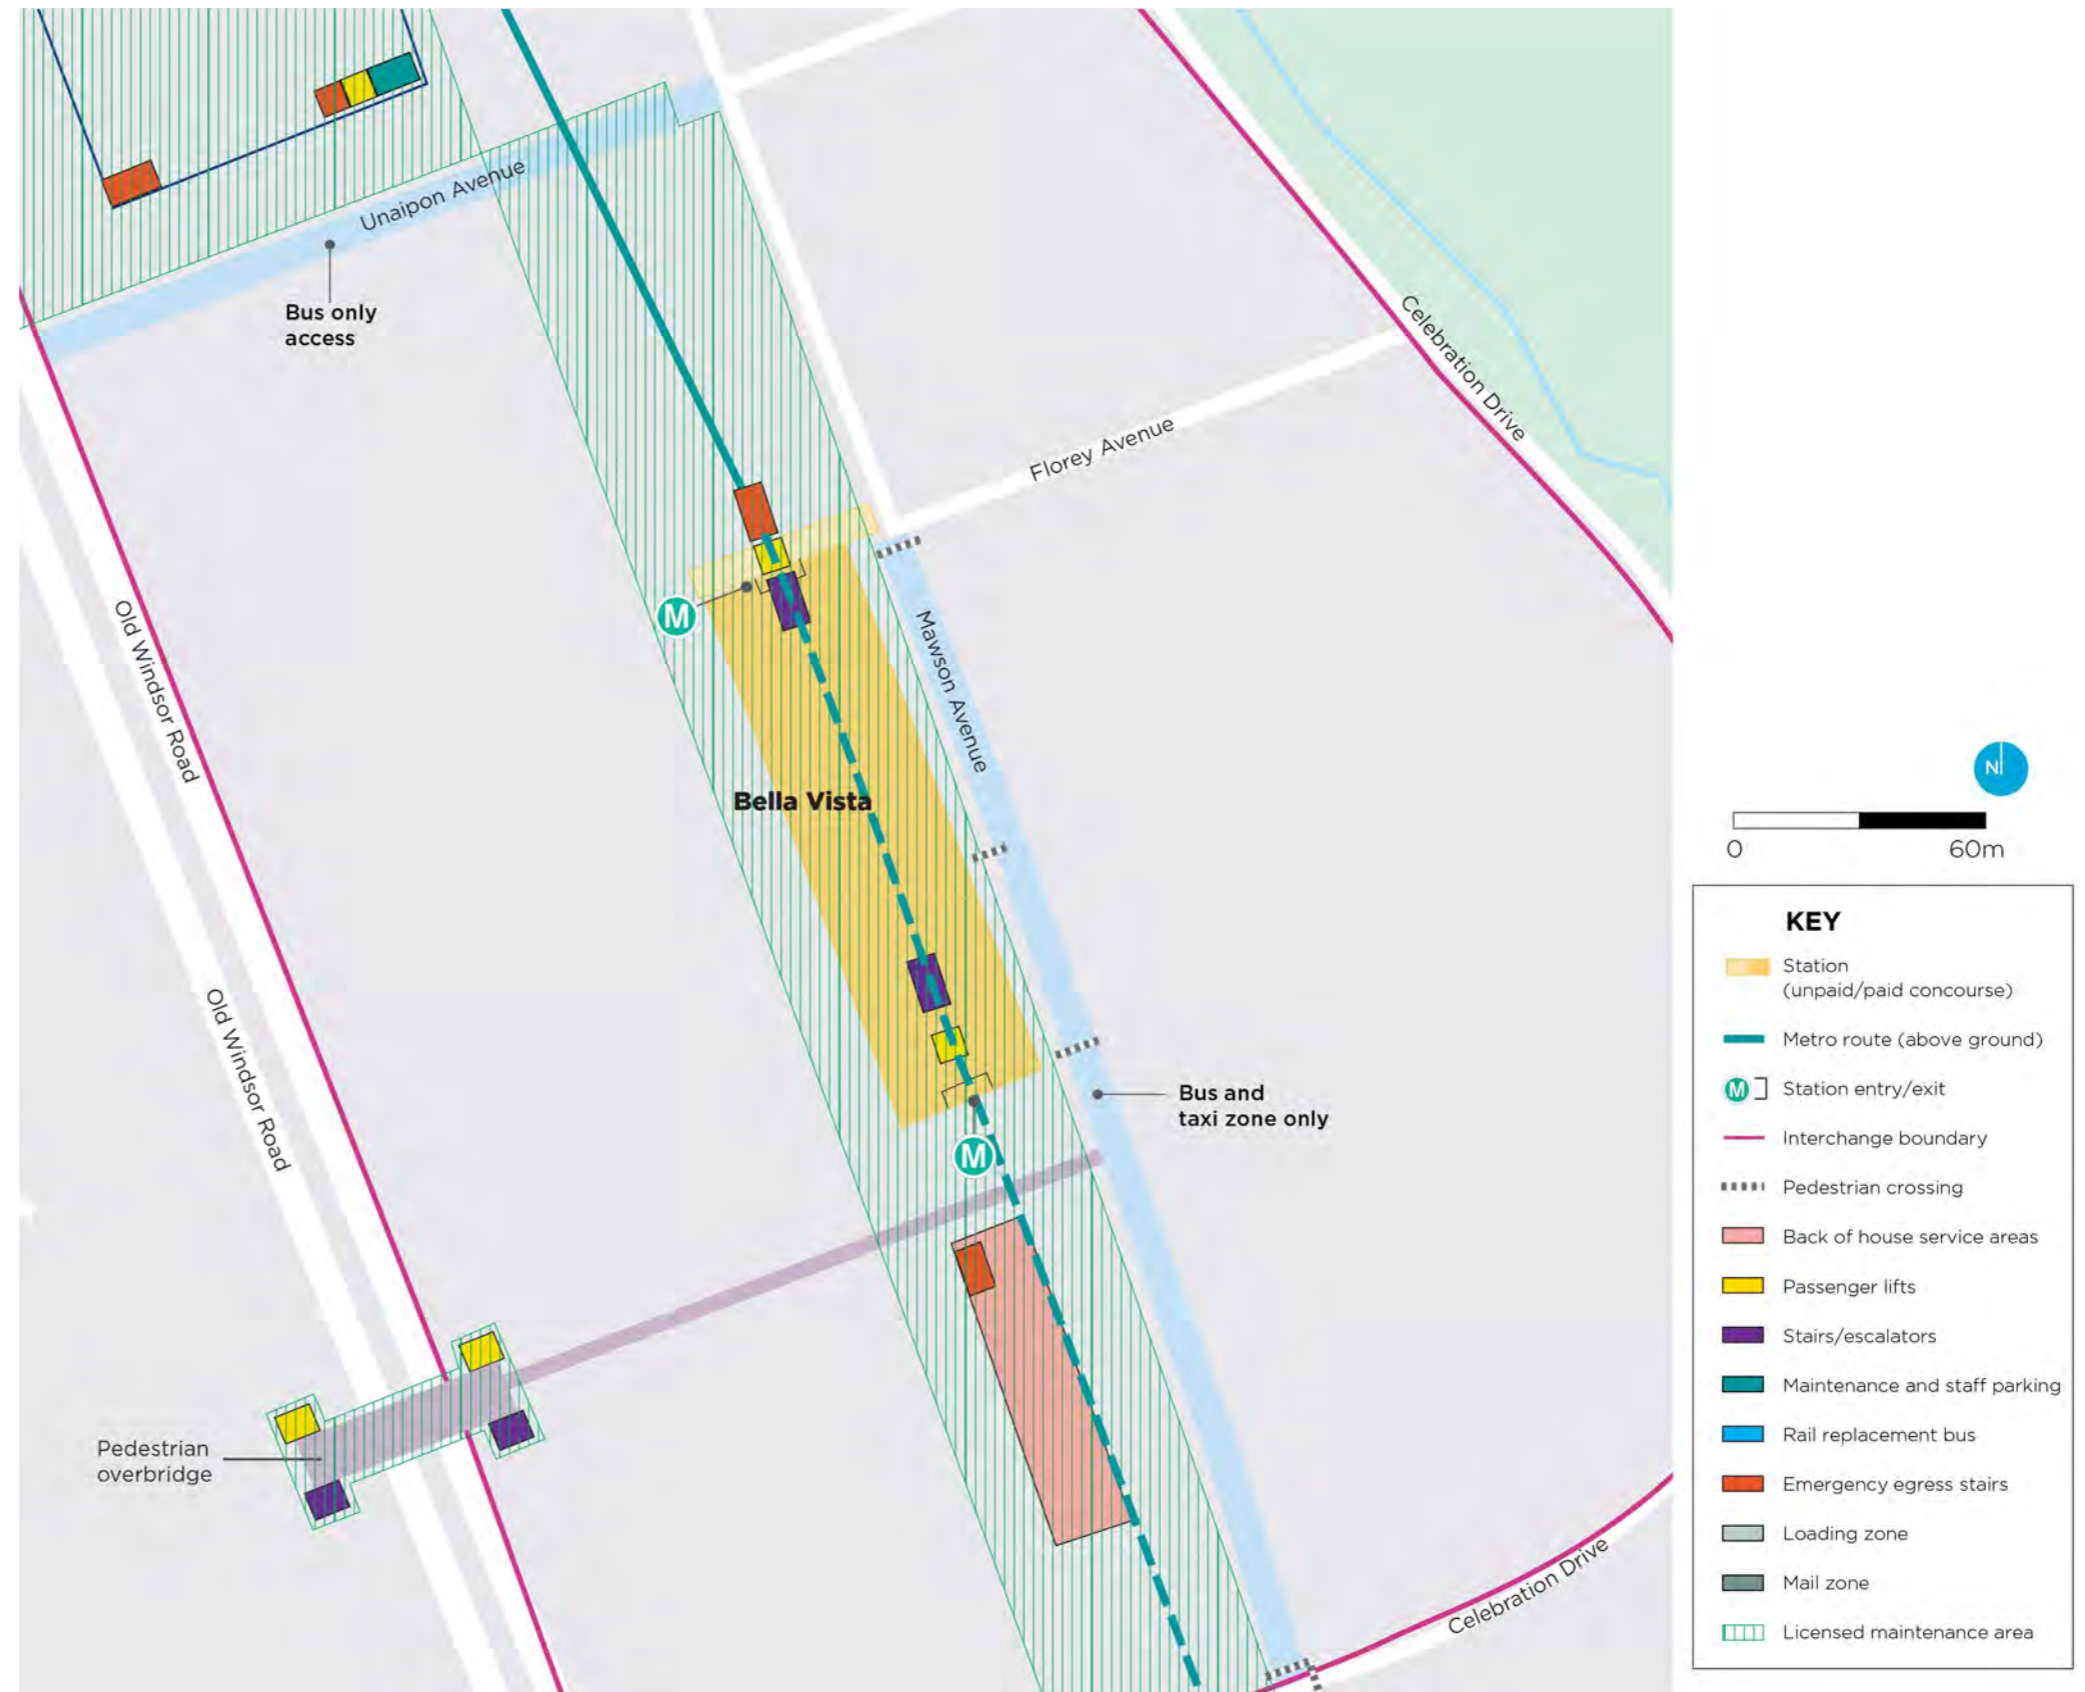 Unaipon Avenue
Bus only
access
Celebration Drive
Florey Avenue
M
Old Windsor Road
Mawson Avenue
Bella Vista
Old Windsor Road
Bus and
taxi zone only
M
Pedestrian
overbridge
Celebration Drive
N
0 60m
KEY
Station
(unpaid/paid concourse)
Metro route (above ground)
M Station entry/exit
Interchange boundary
Pedestrian crossing
Back of house service areas
Passenger lifts
Stairs/escalators
Maintenance and staff parking
Rail replacement bus
Emergency egress stairs
Loading zone
Mail zone
Licensed maintenance area